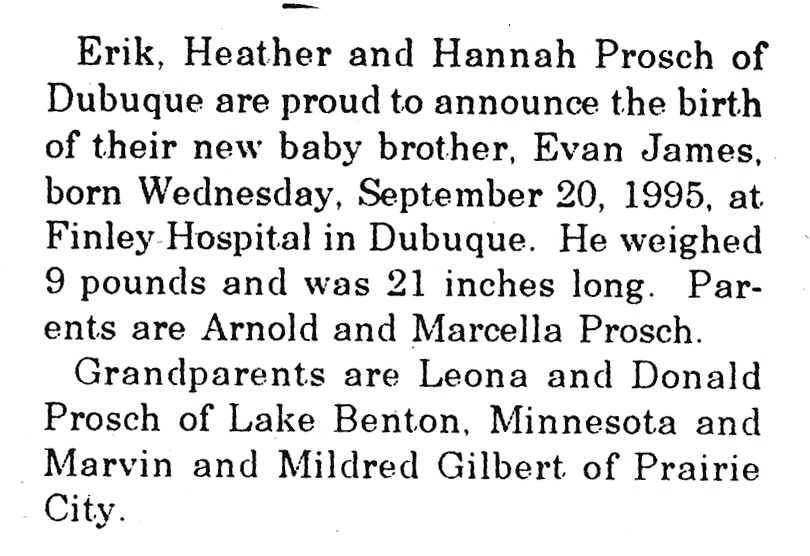 Erik, Heather and Hannah Prosch of
Dubuque are proud to announce the birth
of their new baby brother, Evan James,
born Wednesday, September 20, 1995, at
Finley Hospital in Dubuque. He weighed
9 pounds and was 21 inches long. Par-
ents are Arnold and Marcella Prosch.
Grandparents are Leona and Donald
Prosch of Lake Benton, Minnesota and
Marvin and Mildred Gilbert of Prairie
City.